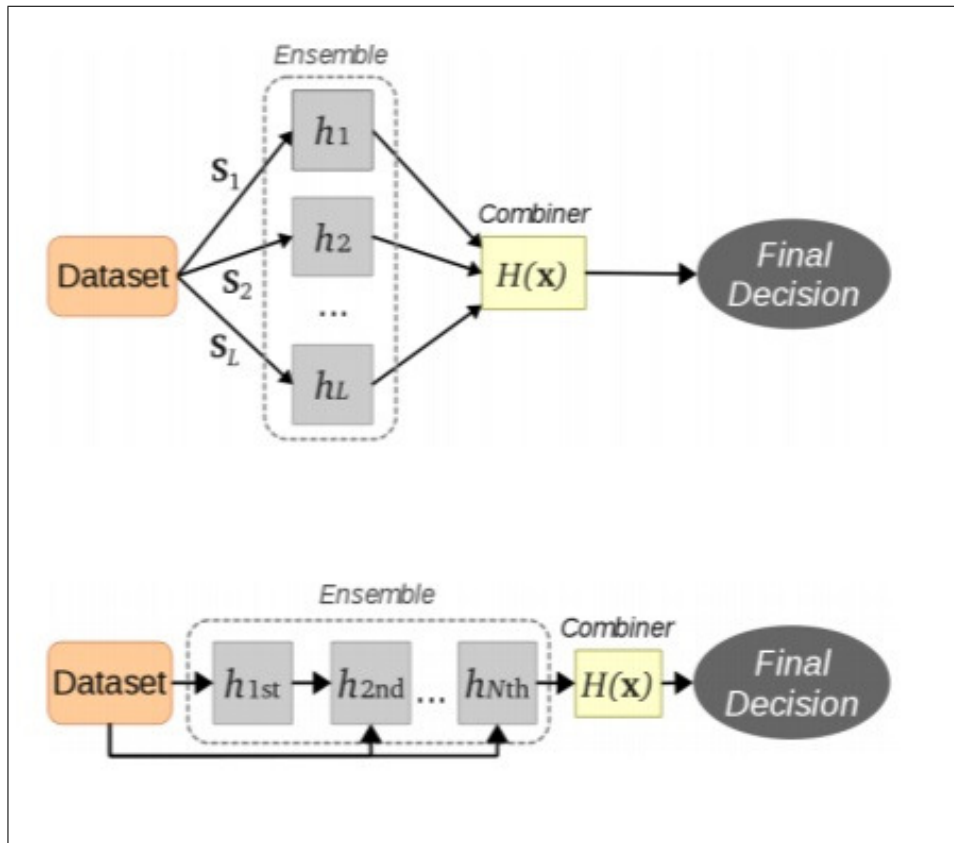 Ensemble
h1
S1
Combiner
h2
Dataset
H(x)
Final
Decision
S2
...
SL
hL
Ensemble
Combiner
Dataset
h1st
h2nd
...
hNth
H(x)
Final
Decision